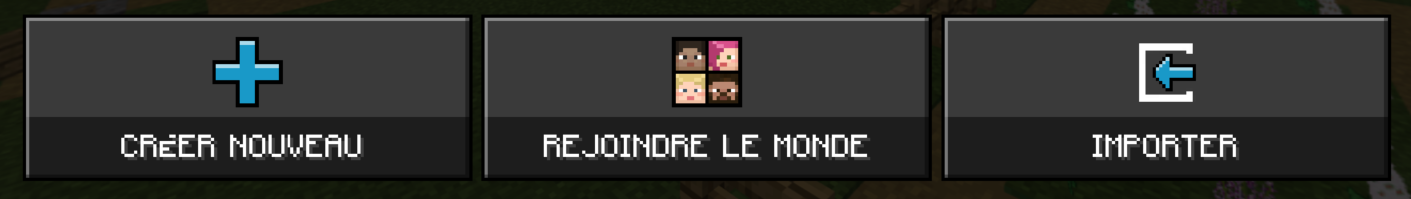 CRéER NOUVEAU
REJOINDRE LE MONDE
IMPORTER